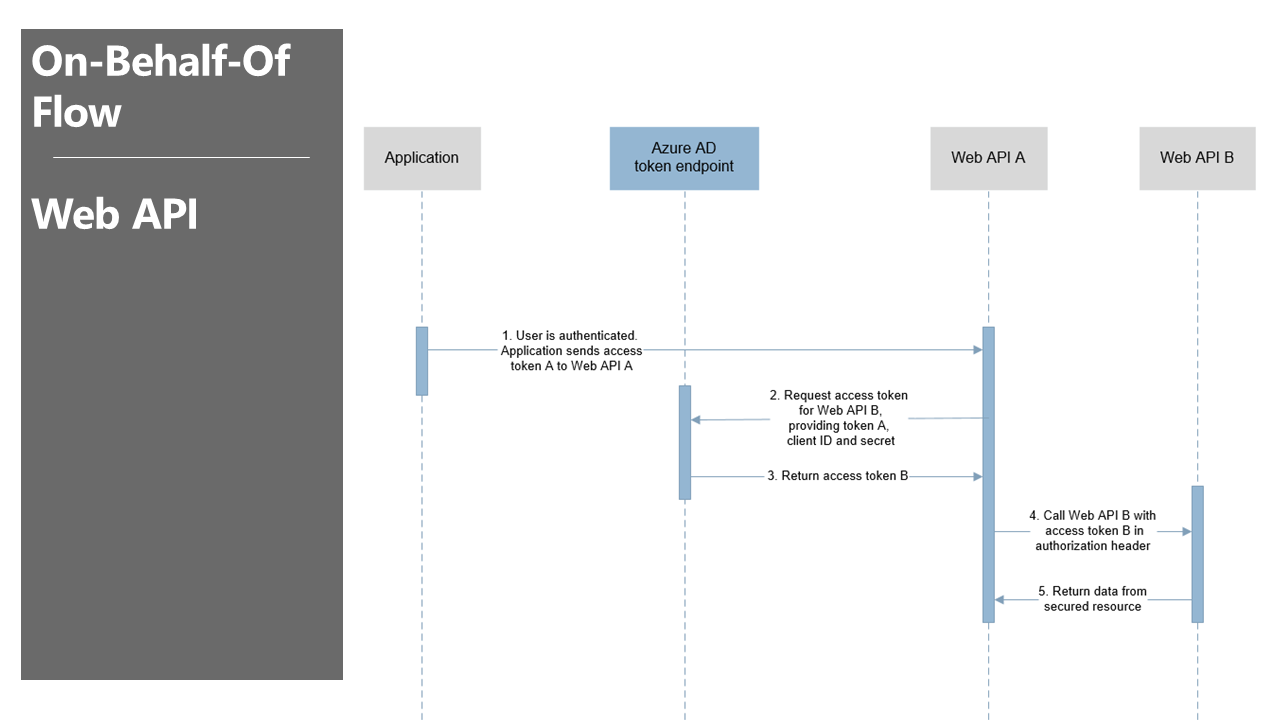 On-Behalf-Of
Flow
Web API
Application
Azure AD
token endpoint
Web API A
Web API B
1. User is authenticated.
Application sends access
token A to Web API A
2. Request access token
for Web API B,
providing token A,
client ID and secret
3. Return access token B
4. Call Web API B with
access token B in
authorization header
5. Return data from
secured resource